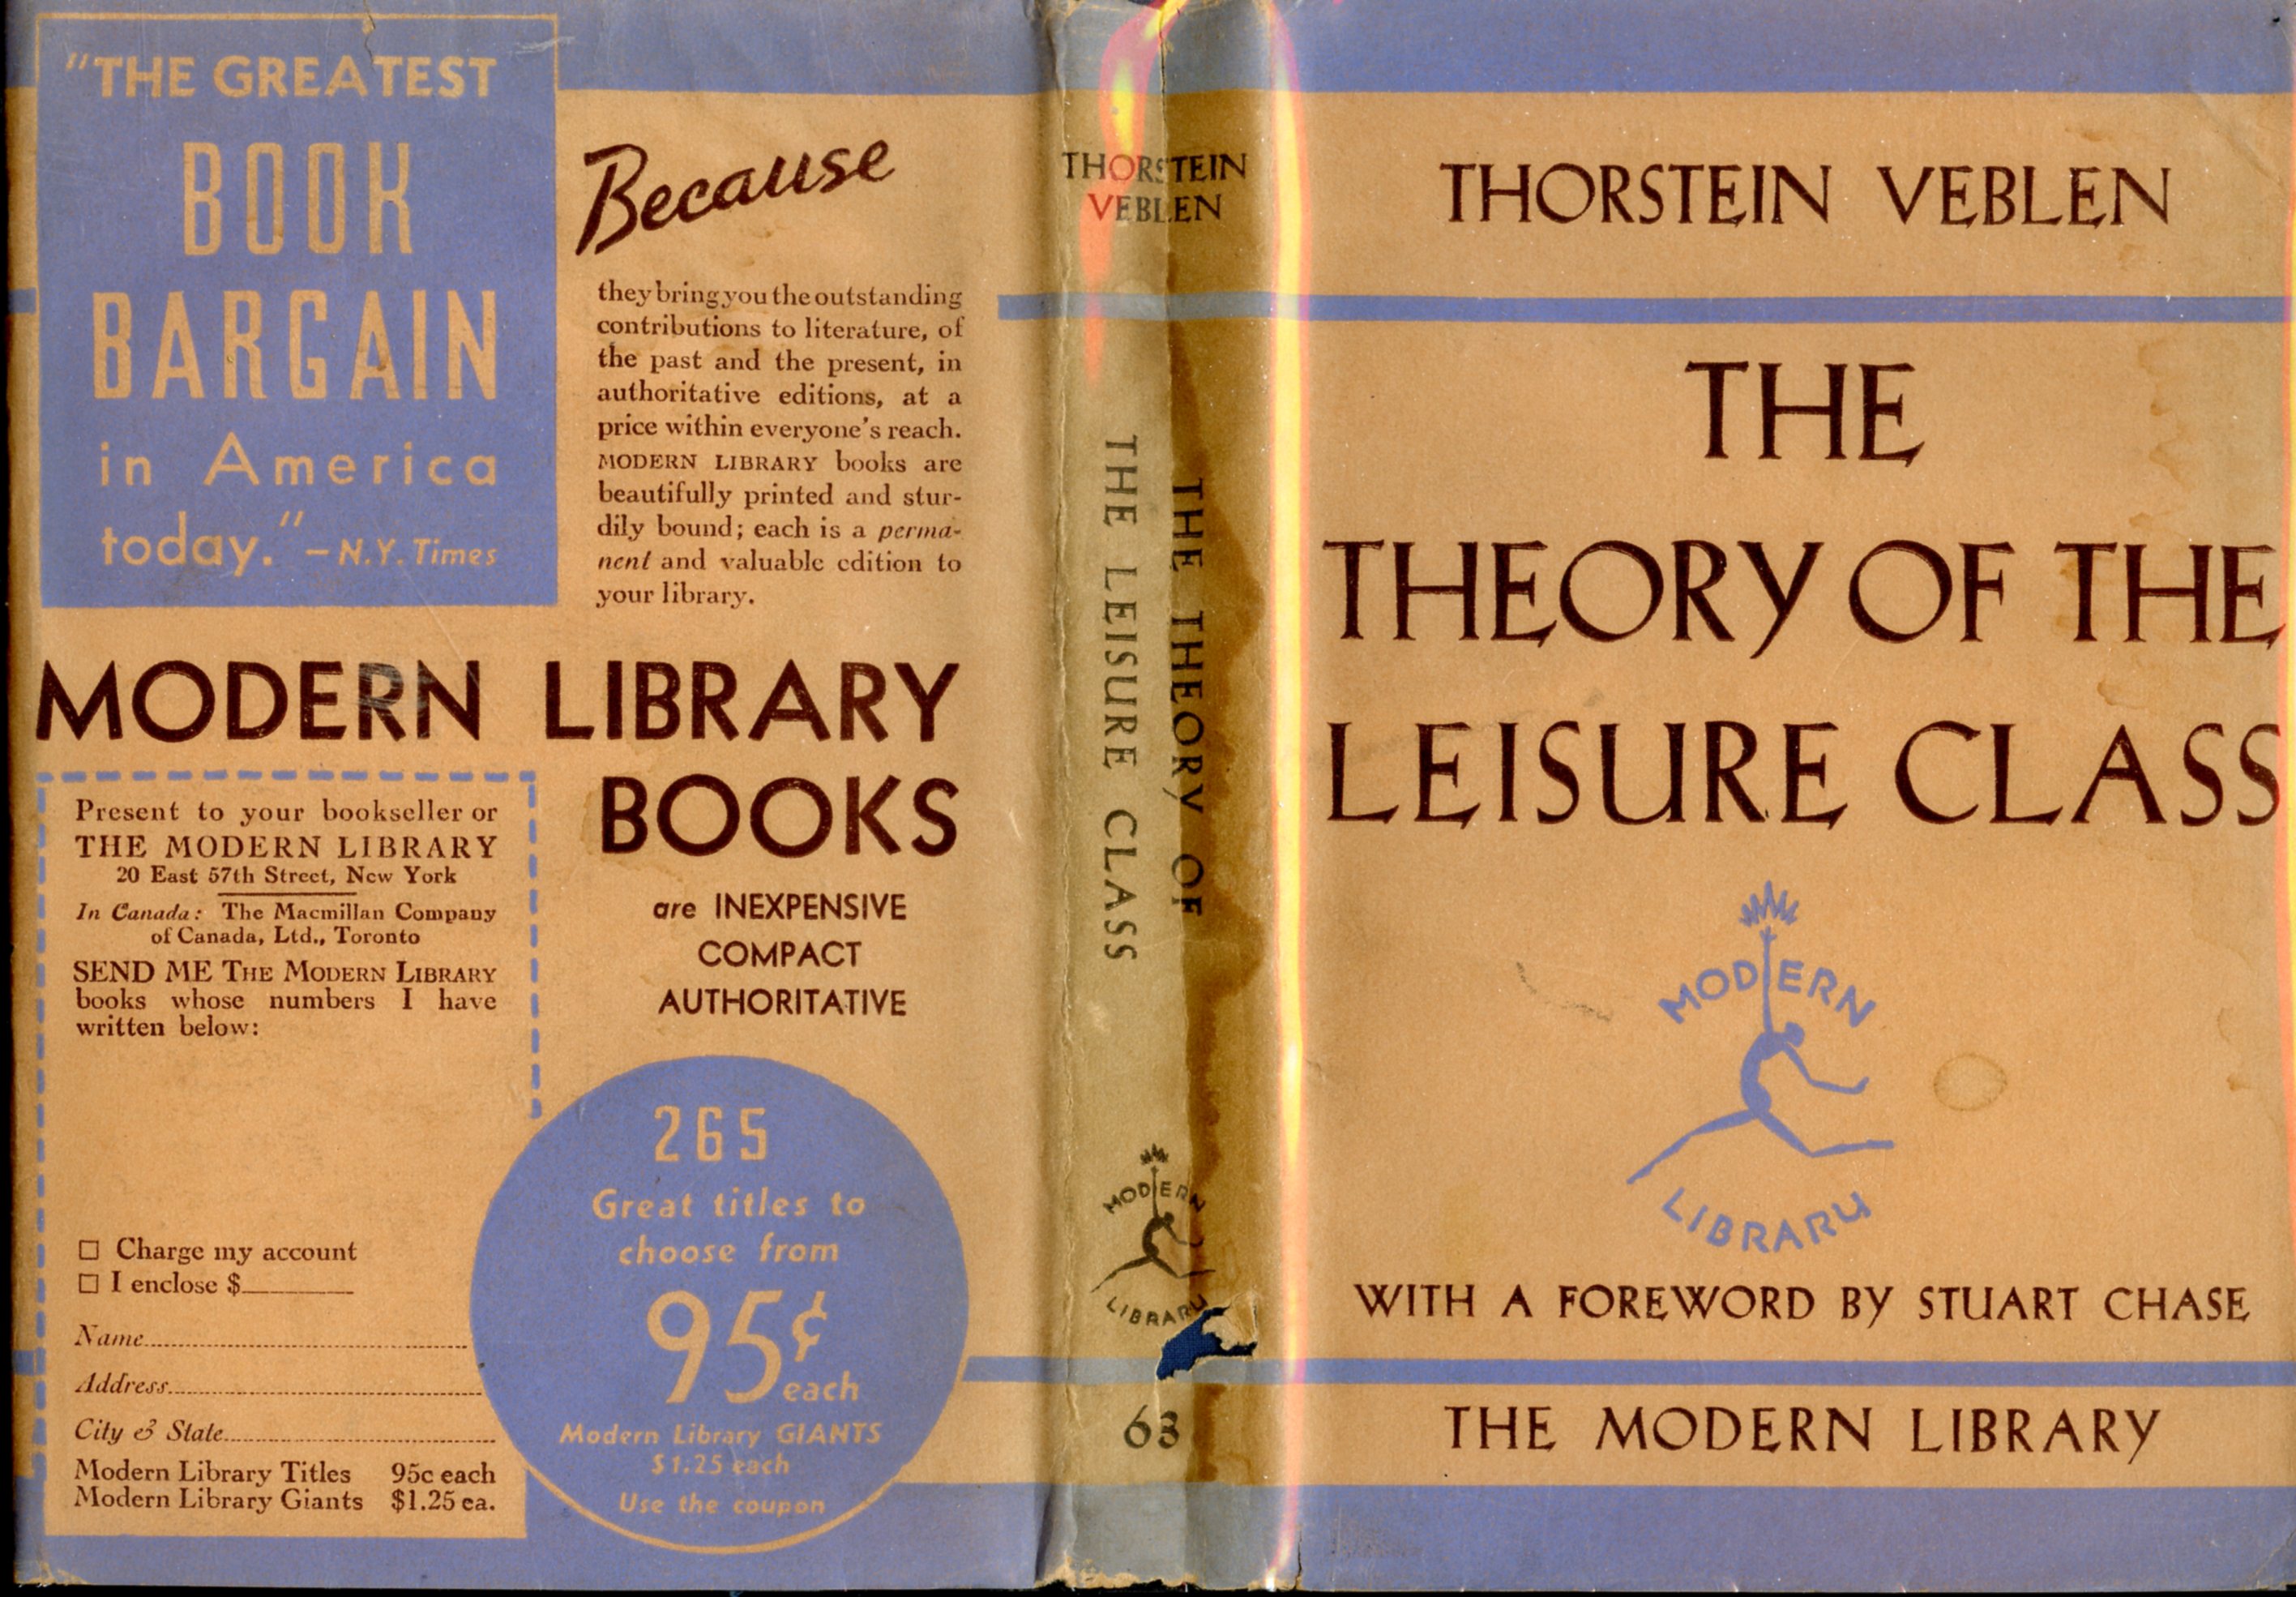 "THE GREATEST
BOOK
BARGAIN
in America
today."—N.Y. Times
Because
they bring you the outstanding
contributions to literature, of
the past and the present, in
authoritative editions, at a
price within everyone's reach.
MODERN LIBRARY books are
beautifully printed and stur-
dily bound; each is a perma-
nent and valuable edition to
your library.
MODERN LIBRARY
BOOKS
are INEXPENSIVE
COMPACT
AUTHORITATIVE
Present to your bookseller or
THE MODERN LIBRARY
20 East 57th Street, New York
In Canada: The Macmillan Company
of Canada, Ltd., Toronto
SEND ME THE MODERN LIBRARY
books whose numbers I have
written below:
☐ Charge my account
☐ I enclose $
Name
Address
City & State
Modern Library Titles 95c each
Modern Library Giants $1.25 ea.
265
Great titles to
choose from
95¢
each
Modern Library GIANTS
$1.25 each
Use the coupon
THORSTEIN
VEBLEN
THE THEORY OF
THE LEISURE CLASS
MODERN
LIBRARY
63
THORSTEIN VEBLEN
THE
THEORY OF THE
LEISURE CLASS
MODERN
LIBRARY
WITH A FOREWORD BY STUART CHASE
THE MODERN LIBRARY